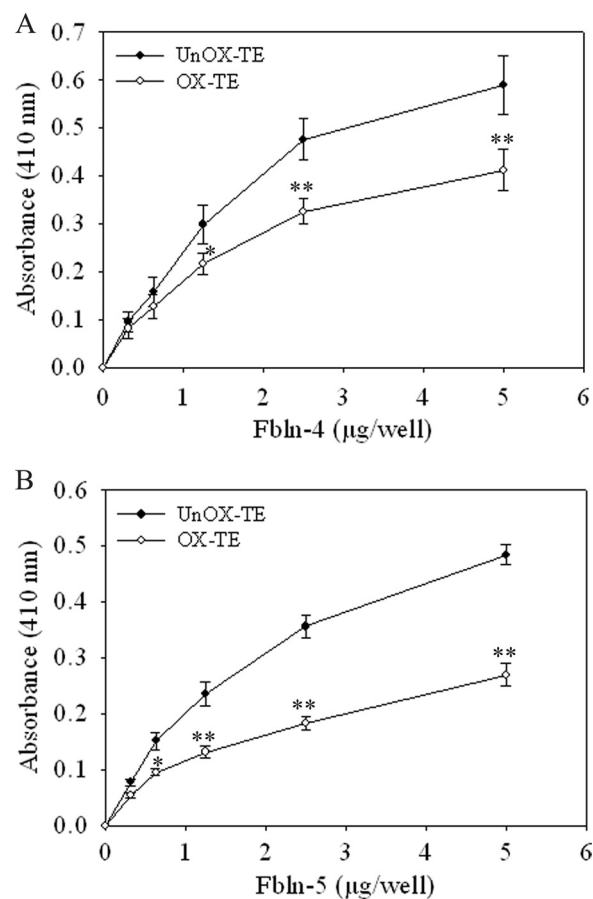 A
0.7
0.6
0.5
0.4
0.3
0.2
0.1
0.0
Absorbance (410 nm)
UnOX-TE
OX-TE
*
**
**
0 1 2 3 4 5 6
Fbln-4 (µg/well)
B
0.6
0.5
0.4
0.3
0.2
0.1
0.0
Absorbance (410 nm)
UnOX-TE
OX-TE
*
**
**
**
0 1 2 3 4 5 6
Fbln-5 (µg/well)